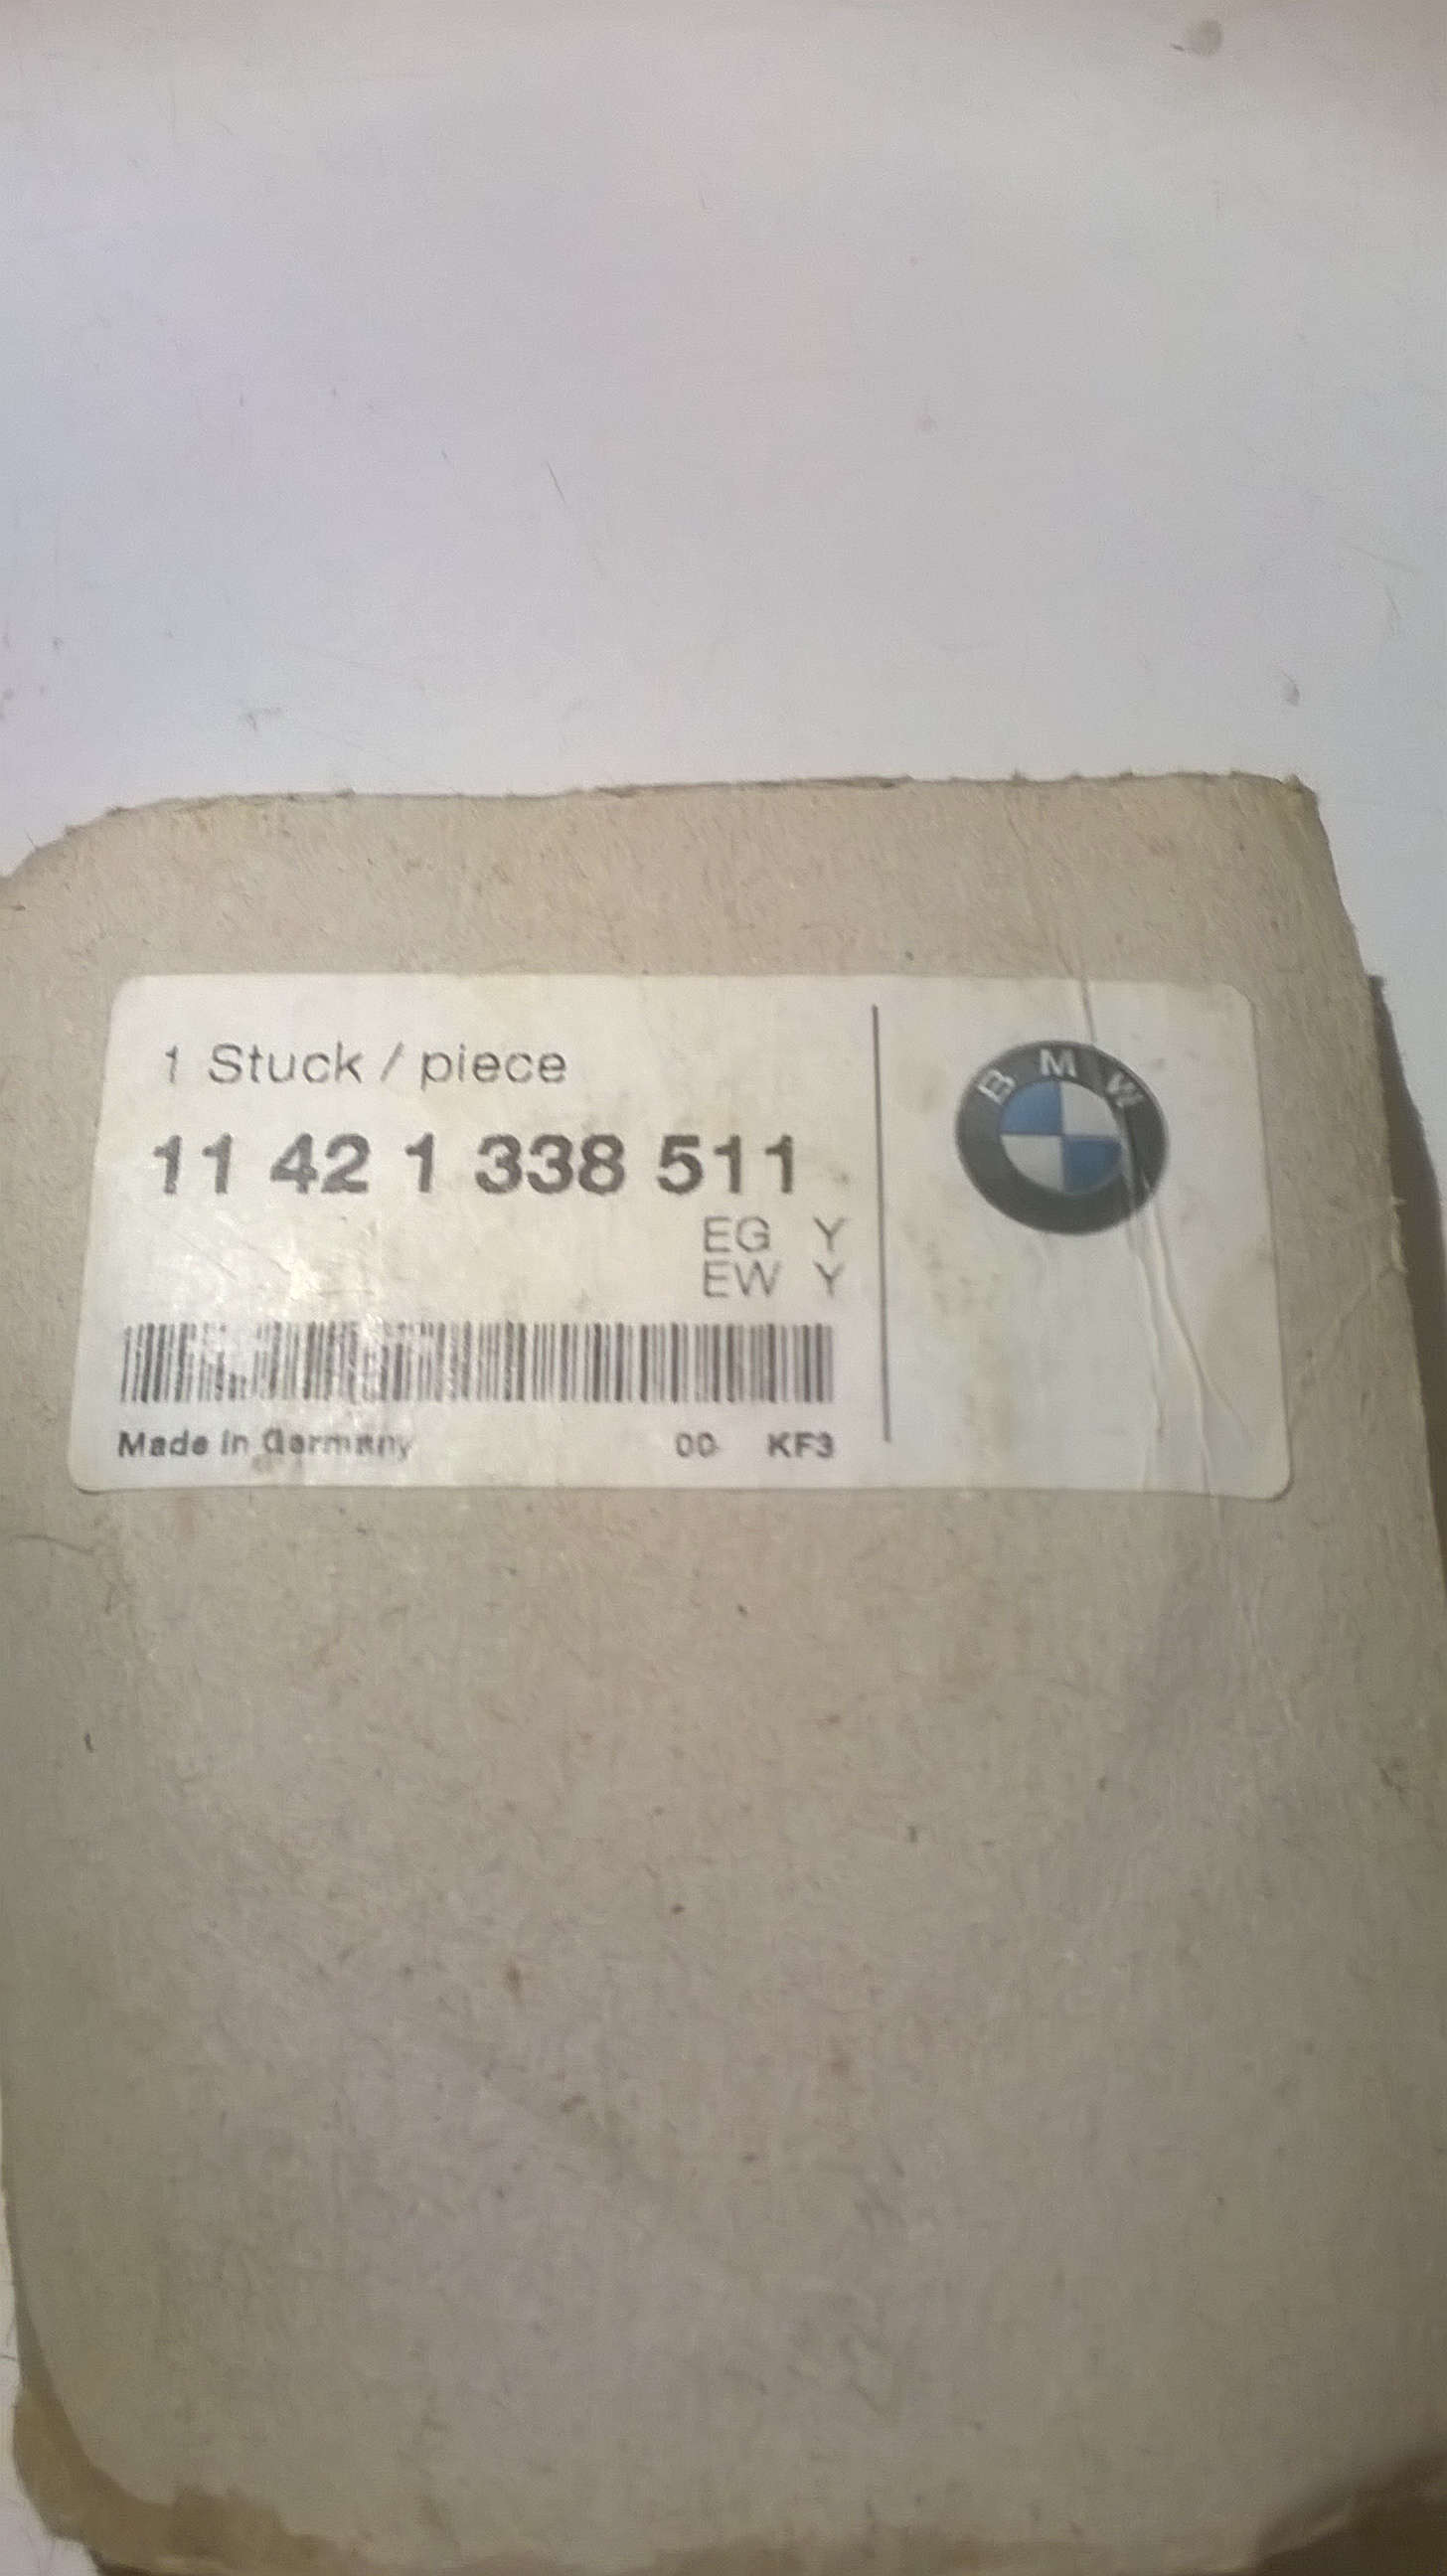 1 Stuck / piece
11 42 1 338 511
EG Y
EW Y
Made in Germany 00 KF3
BMW